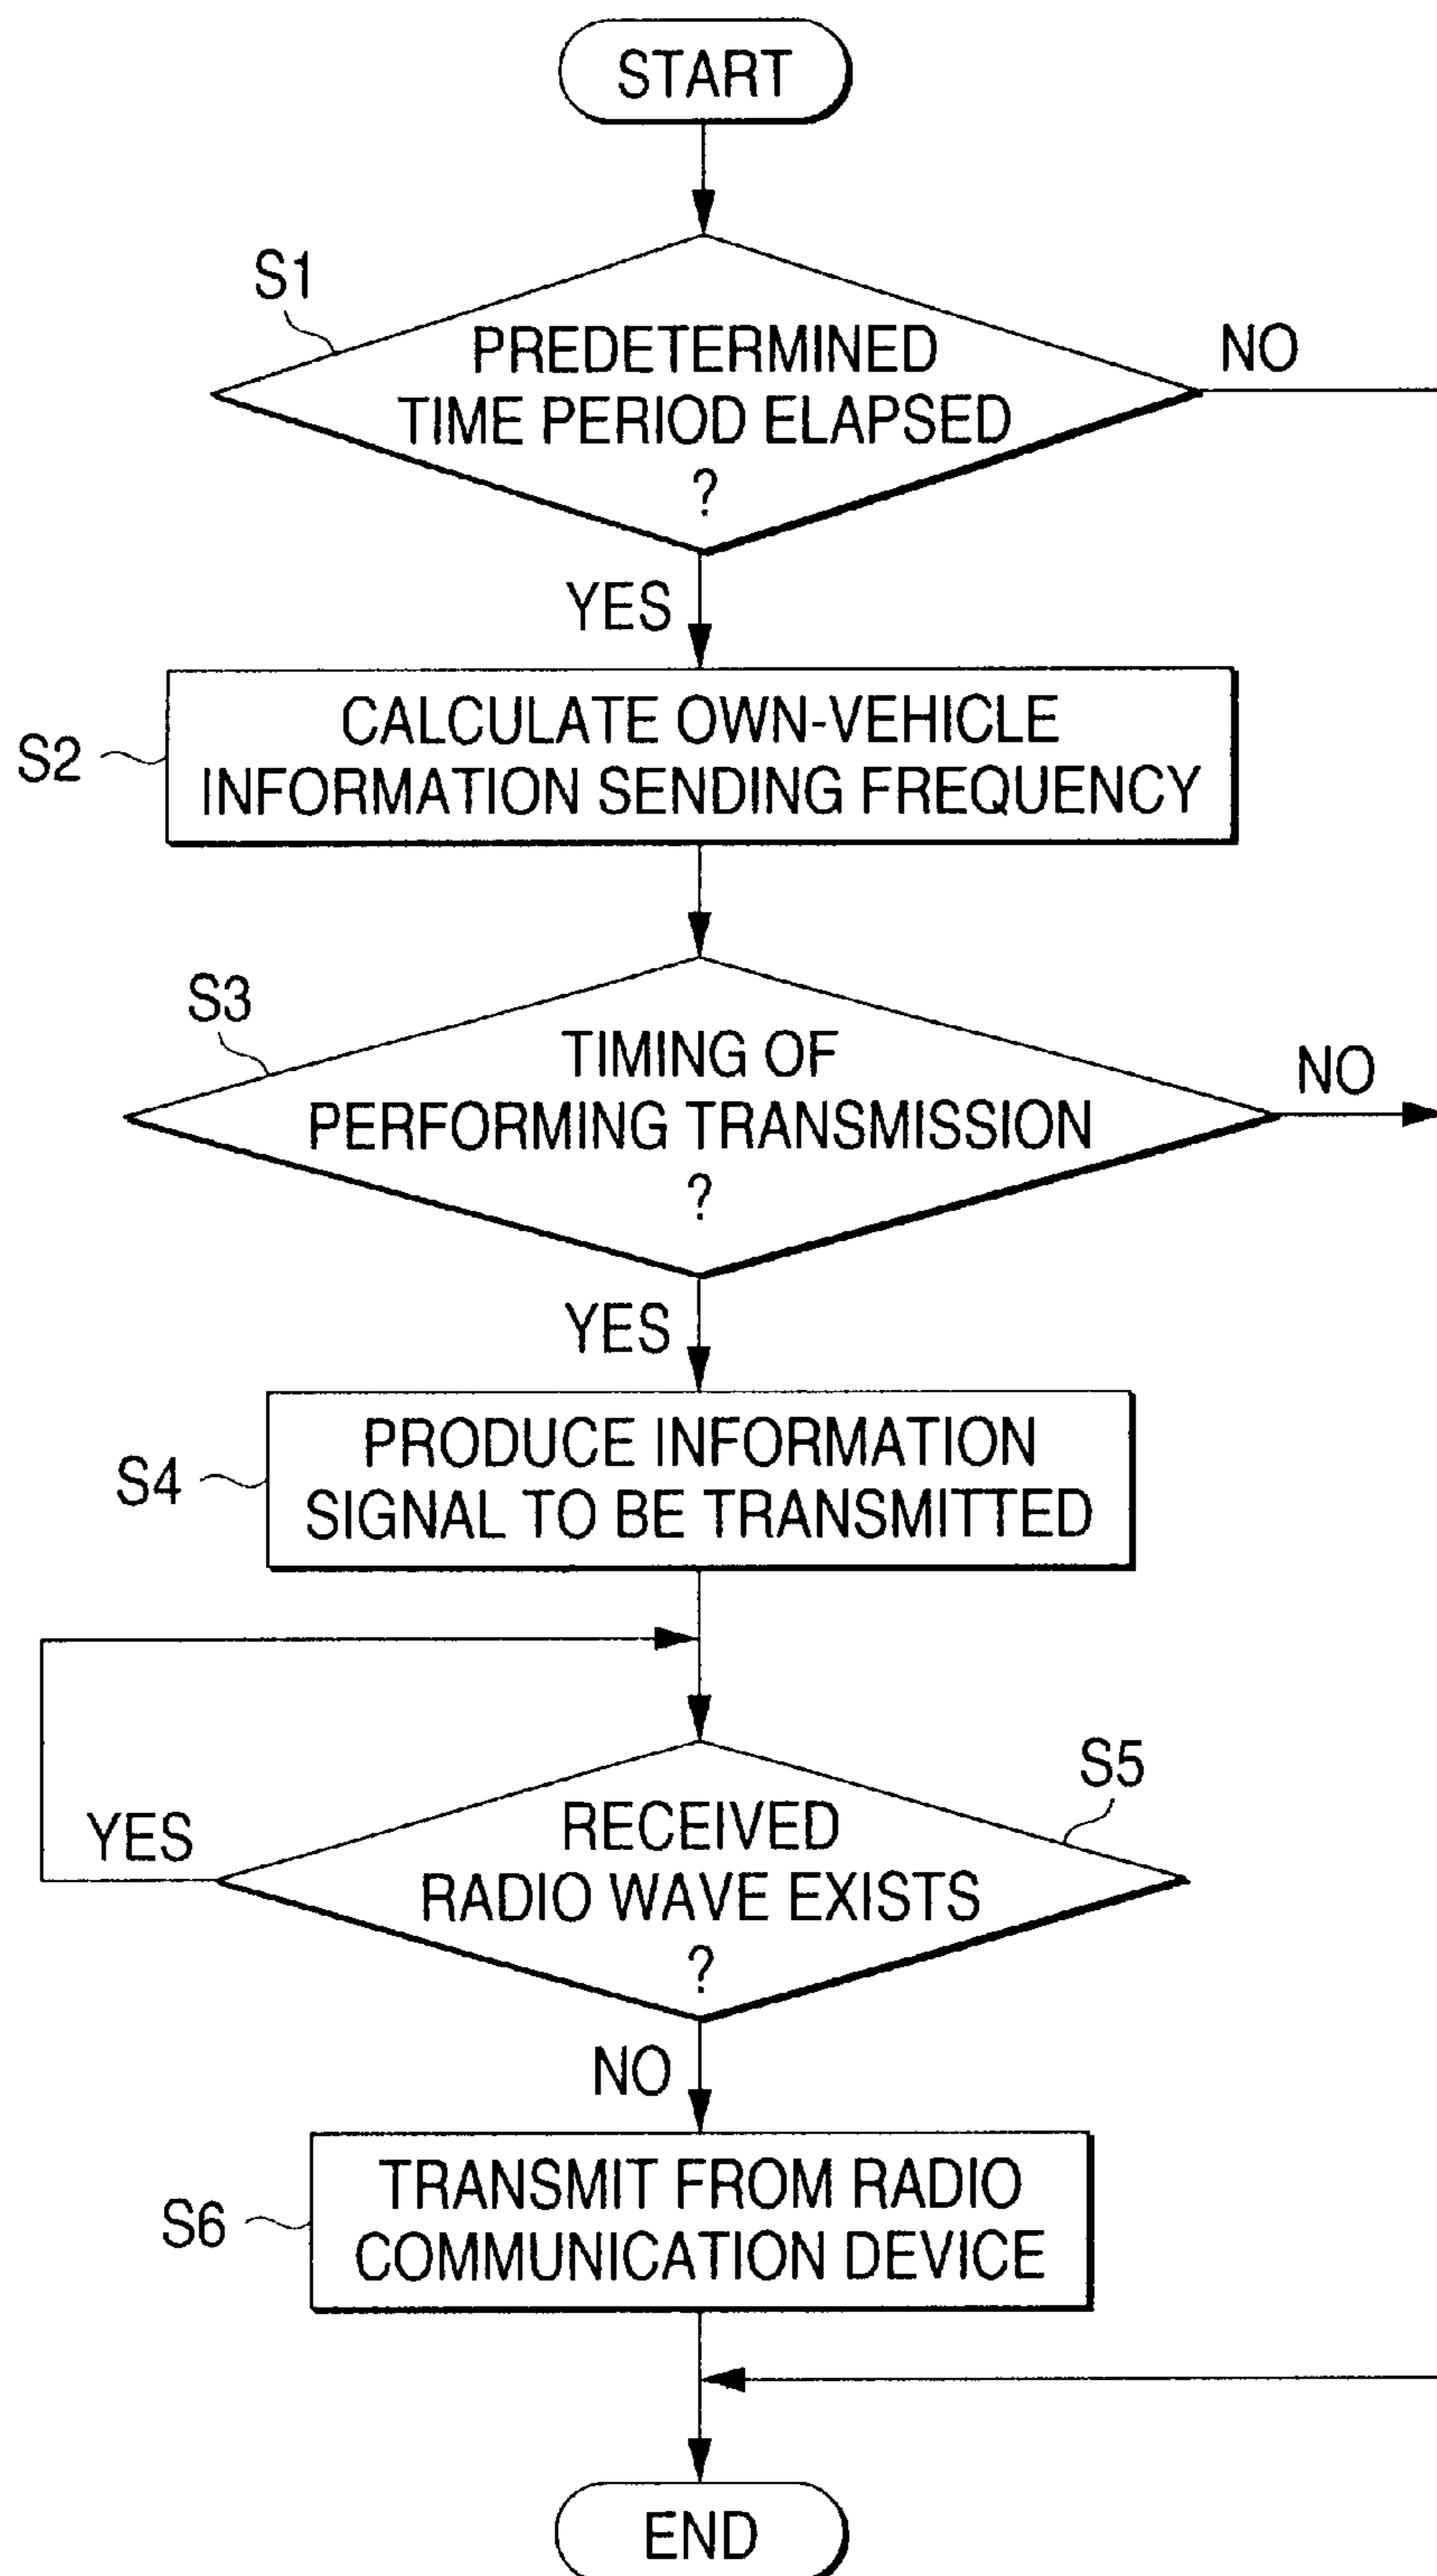 START
S1
PREDETERMINED
TIME PERIOD ELAPSED
?
NO
YES
S2
CALCULATE OWN-VEHICLE
INFORMATION SENDING FREQUENCY
S3
TIMING OF
PERFORMING TRANSMISSION
?
NO
YES
S4
PRODUCE INFORMATION
SIGNAL TO BE TRANSMITTED
S5
RECEIVED
RADIO WAVE EXISTS
?
YES
NO
S6
TRANSMIT FROM RADIO
COMMUNICATION DEVICE
END